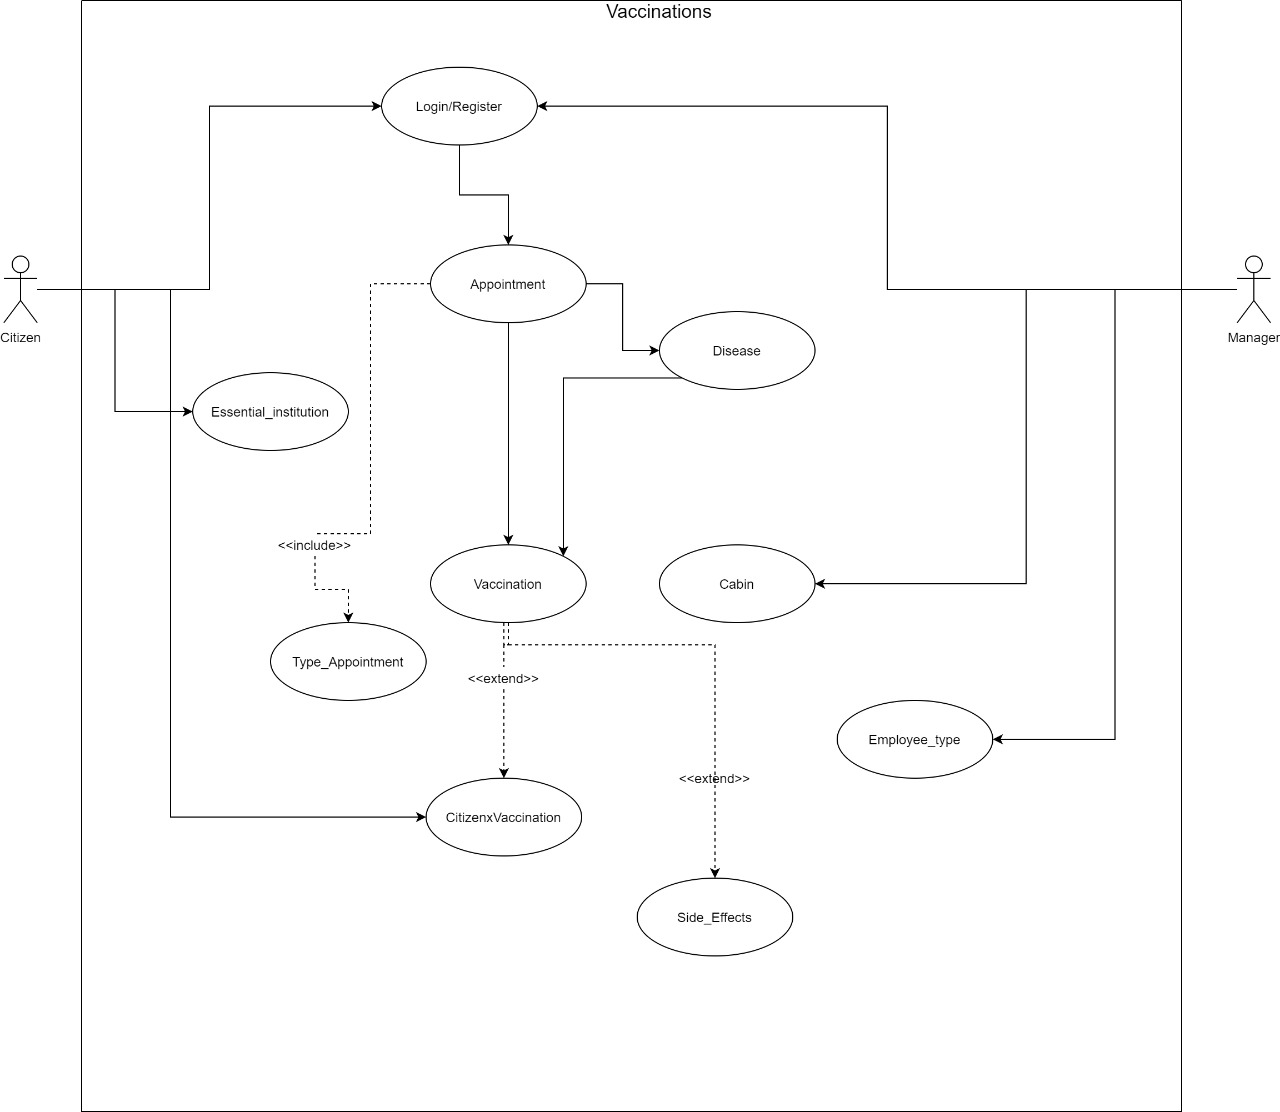 Vaccinations
Login/Register
Appointment
Citizen
Manager
Disease
Essential_institution
<<include>>
Vaccination
Cabin
Type_Appointment
<<extend>>
Employee_type
<<extend>>
CitizenxVaccination
Side_Effects